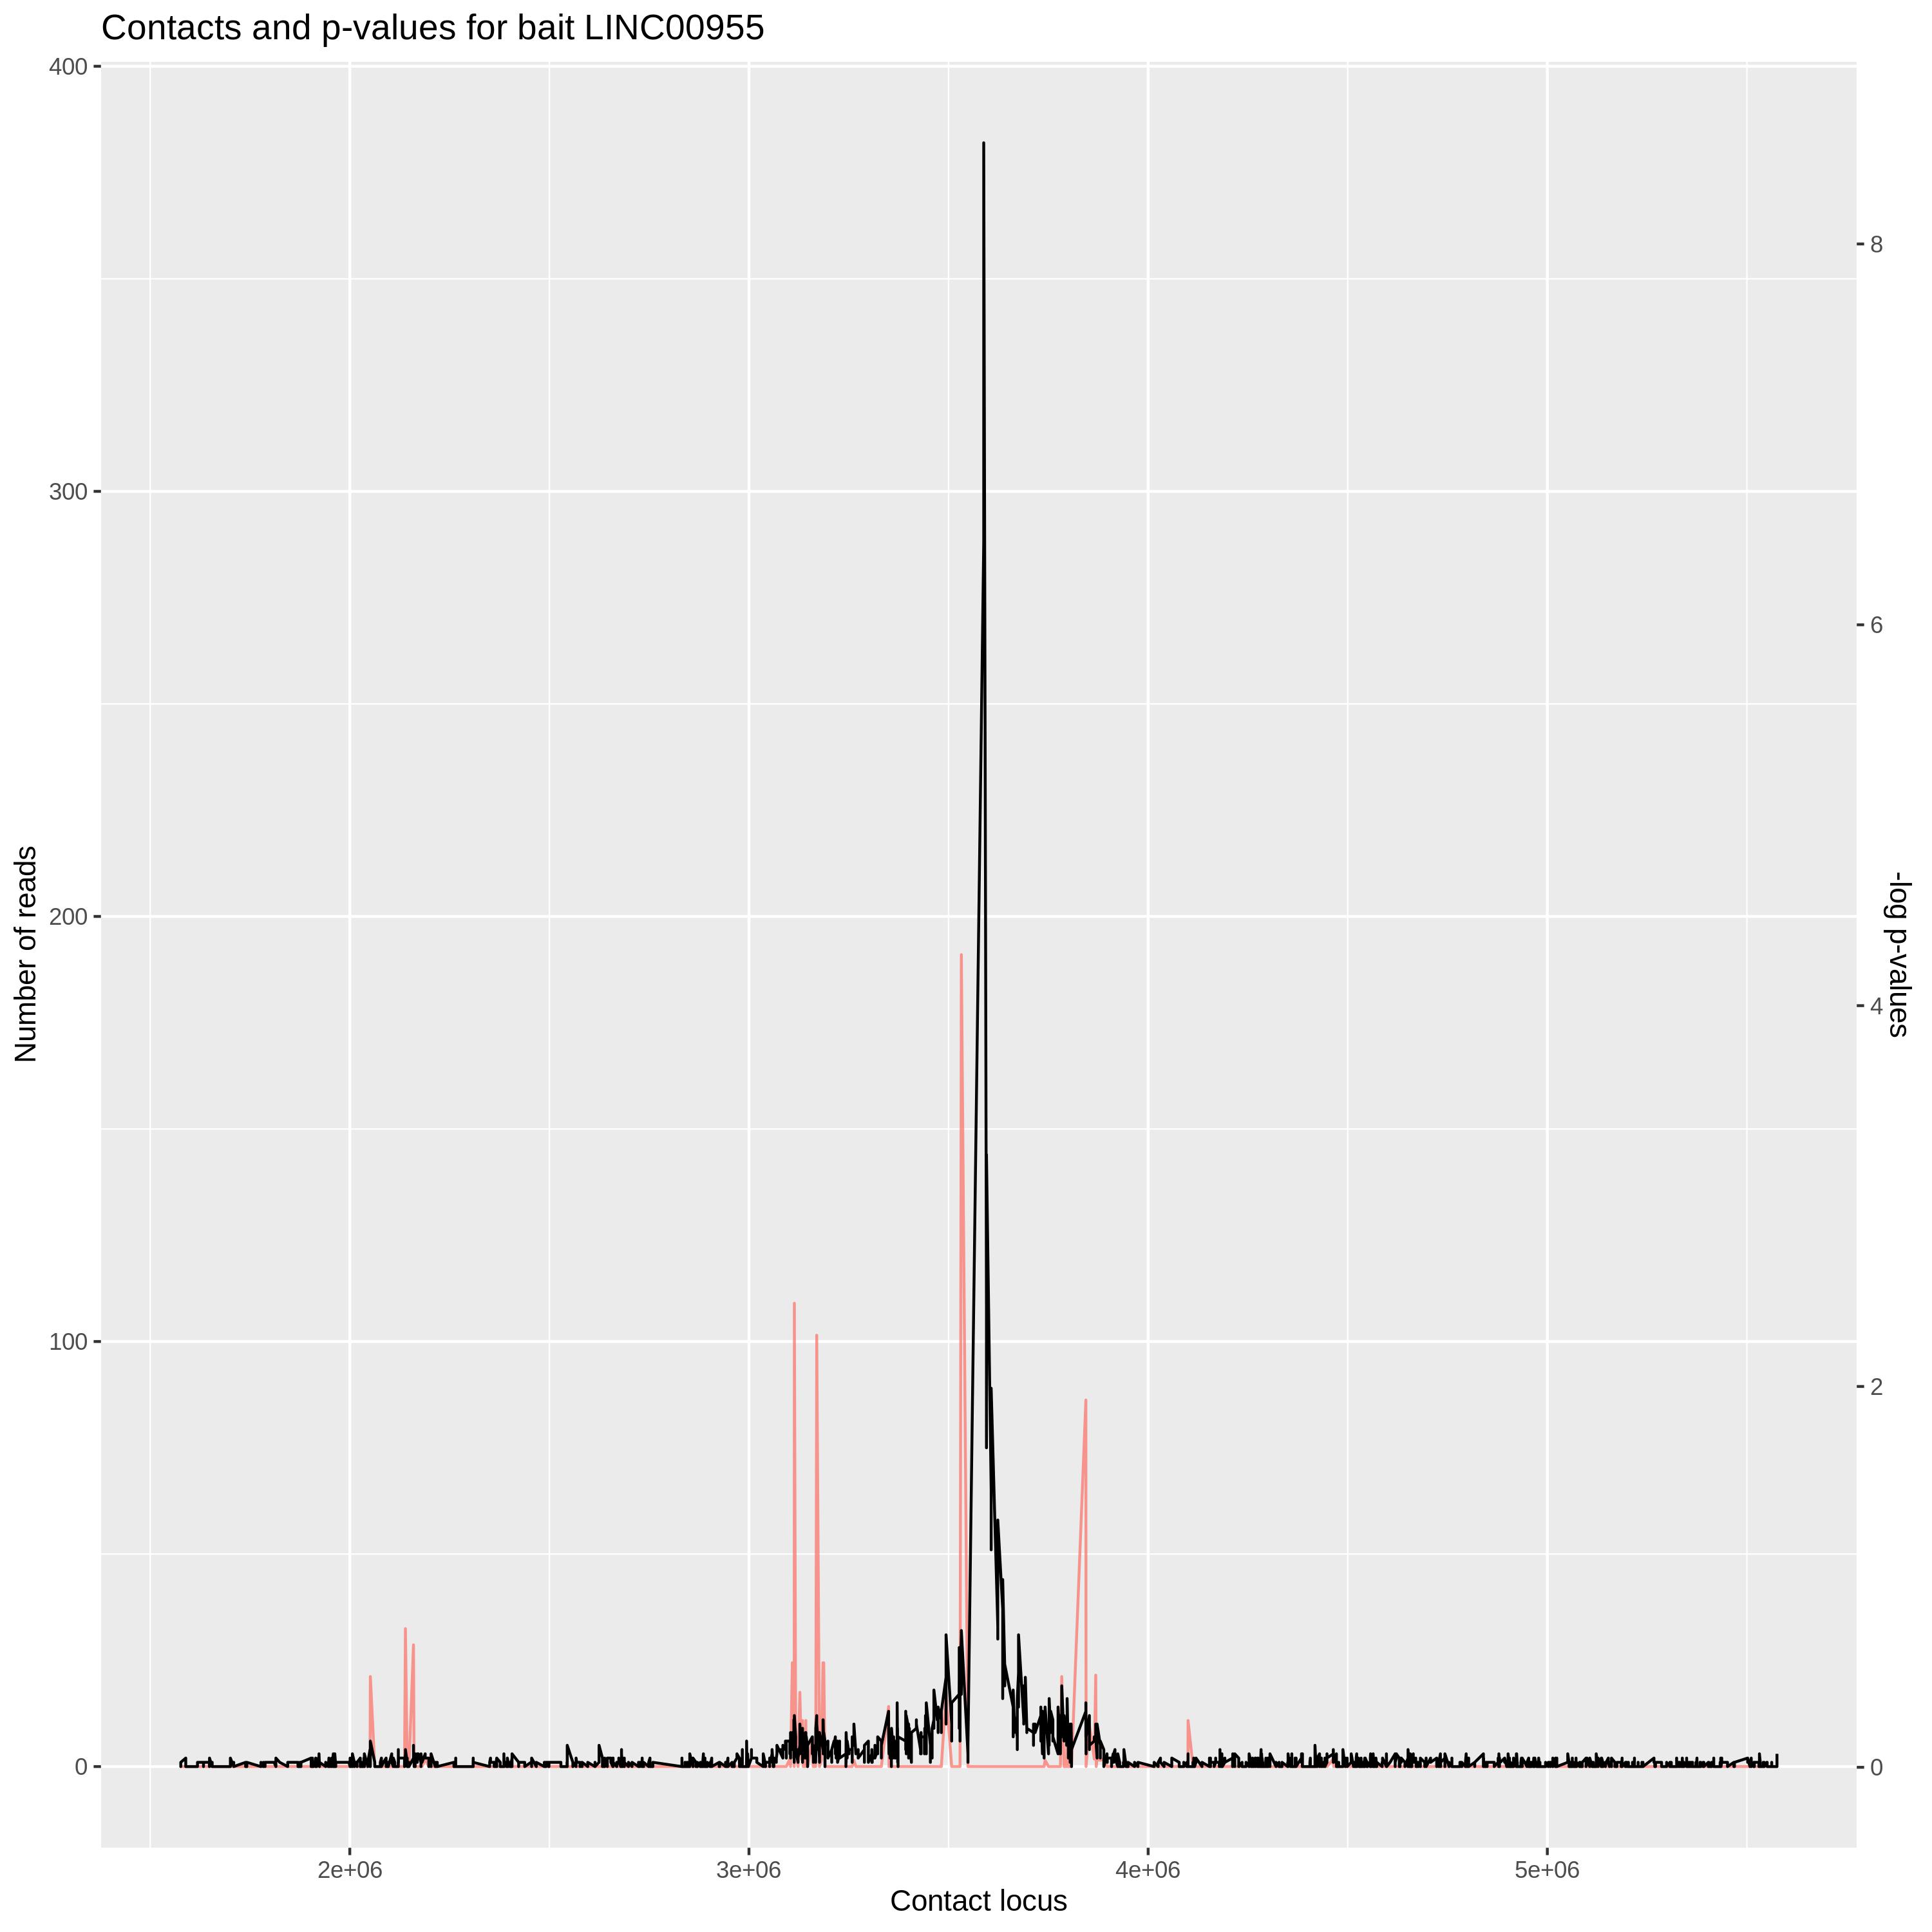 Contacts and p-values for bait LINC00955
400
300
200
100
0
Number of reads
8
6
4
2
0
-log p-values
2e+06
3e+06
4e+06
5e+06
Contact locus